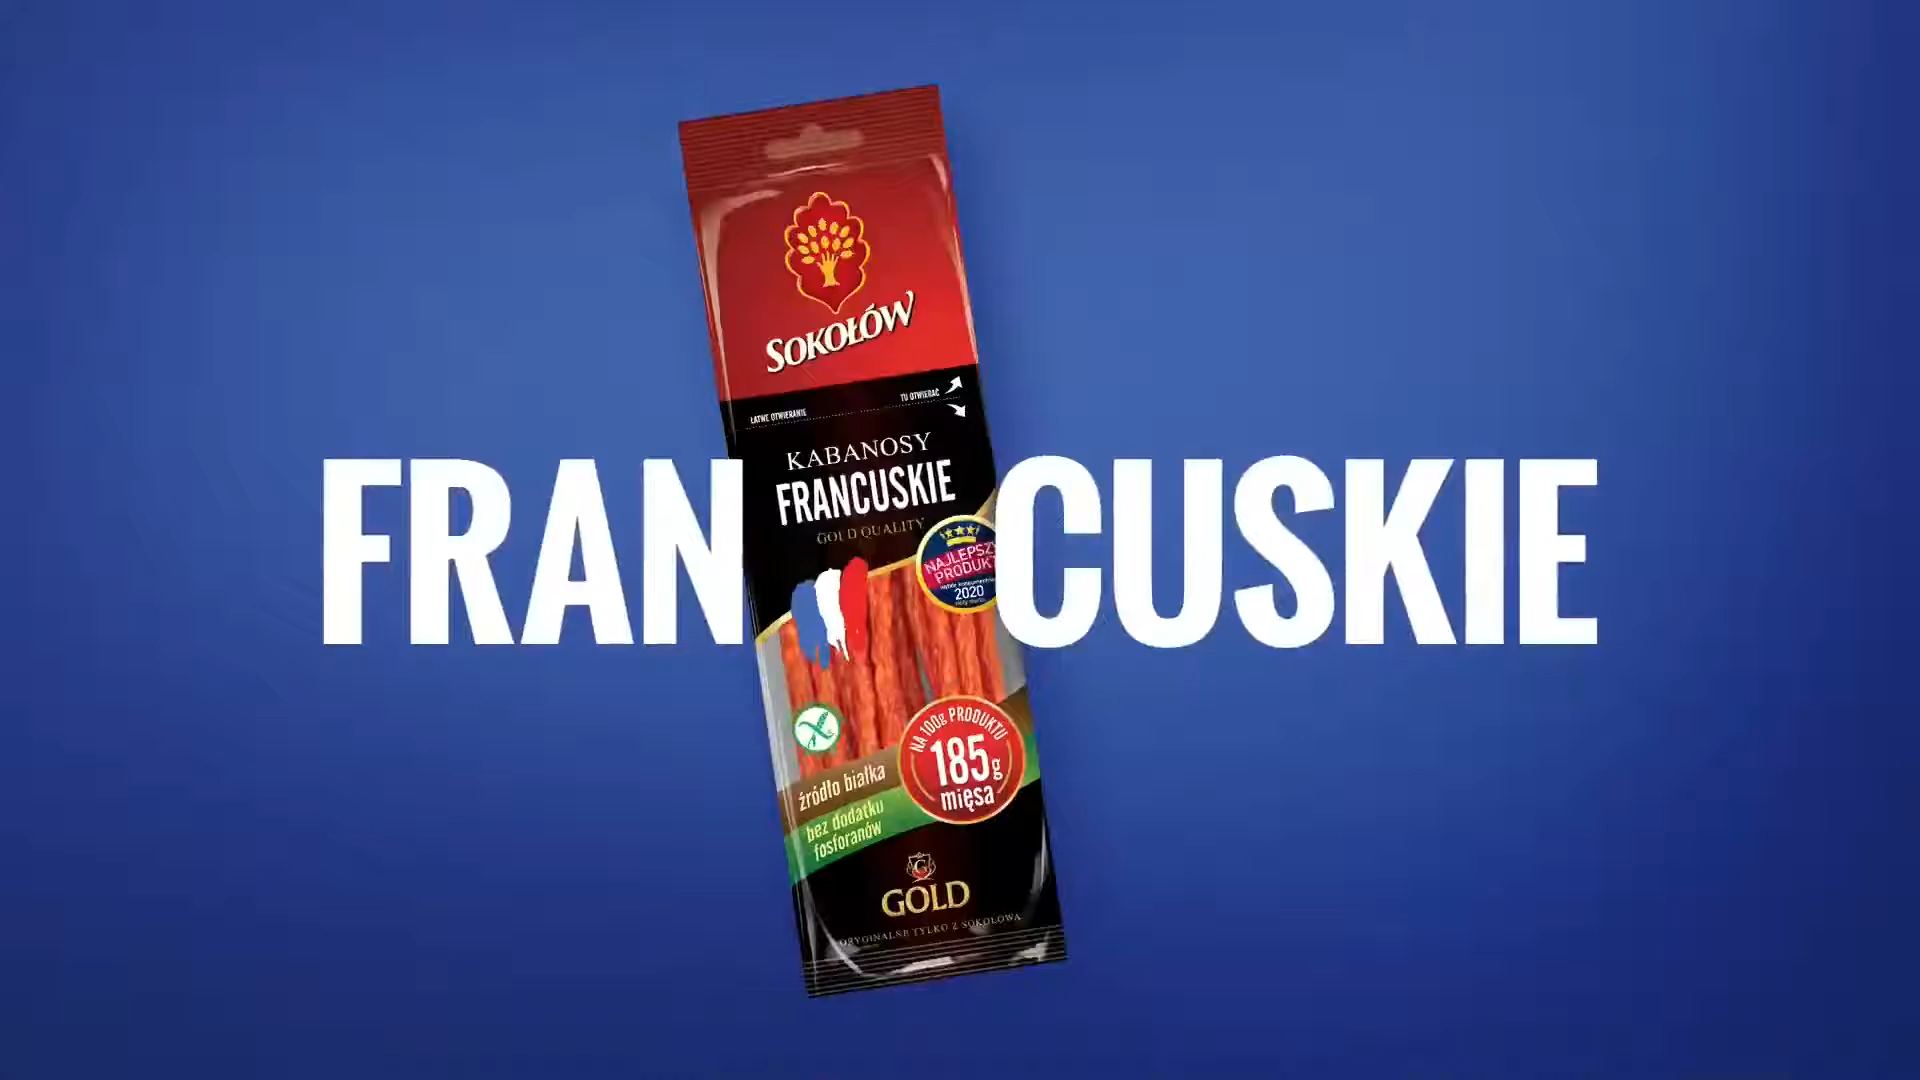 SOKOŁÓW
ŁATWE OTWIERANIE
TU OTWIERAĆ
KABANOSY
FRANCUSKIE
GOLD QUALITY
FRAN CUSKIE
NAJLEPSZY
PRODUKT
2020
NA 100g PRODUKTU
185g
mięsa
źródło białka
bez dodatku
fosforanów
G
GOLD
ORYGINALNE TYLKO Z SOKOŁOWA